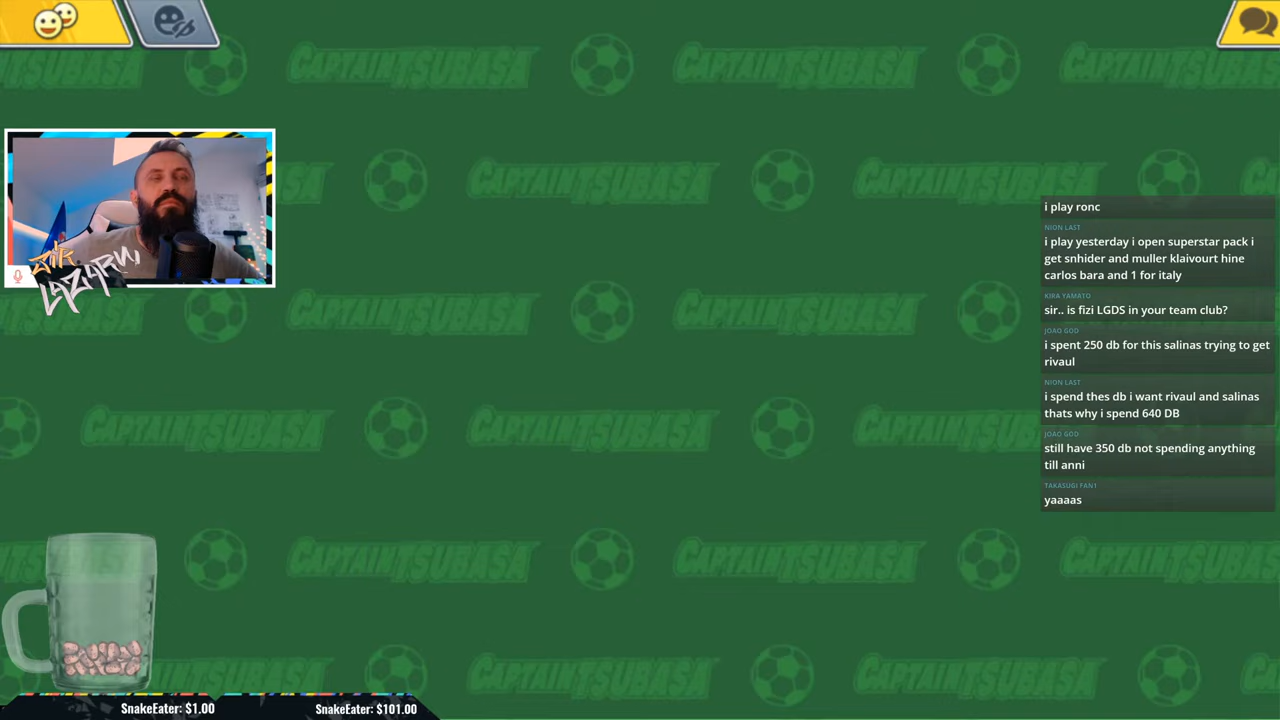 CAPTAIN TSUBASA
SiR
LAZARU
i play ronc
NION LAST
i play yesterday i open superstar pack i
get snhider and muller klaivourt hine
carlos bara and 1 for italy
KIRA YAMATO
sir.. is fizi LGDS in your team club?
JOAO GOD
i spent 250 db for this salinas trying to get
rivaul
NION LAST
i spend thes db i want rivaul and salinas
thats why i spend 640 DB
JOAO GOD
still have 350 db not spending anything
till anni
TAKASUGI FAN1
yaaaas
SnakeEater: $1.00
SnakeEater: $101.00